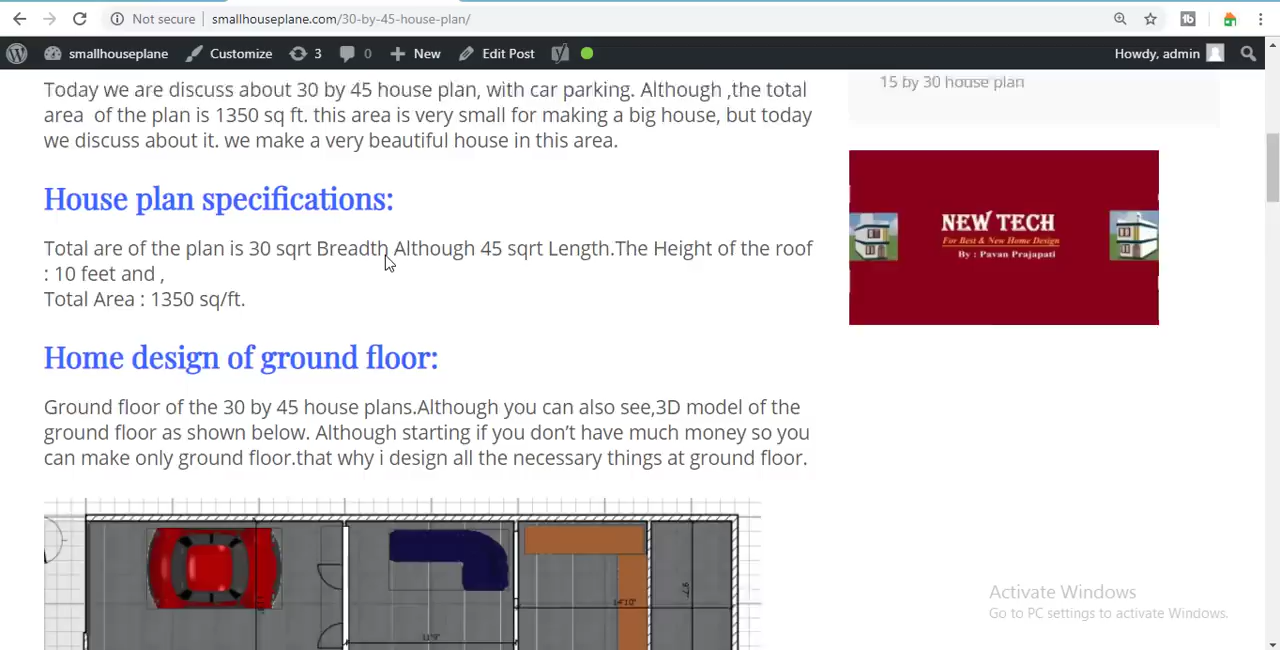 Not secure | smallhouseplane.com/30-by-45-house-plan/
smallhouseplane Customize 3 0 New Edit Post Howdy, admin
Today we are discuss about 30 by 45 house plan, with car parking. Although ,the total
area of the plan is 1350 sq ft. this area is very small for making a big house, but today
we discuss about it. we make a very beautiful house in this area.
House plan specifications:
Total are of the plan is 30 sqrt Breadth Although 45 sqrt Length.The Height of the roof
: 10 feet and ,
Total Area : 1350 sq/ft.
Home design of ground floor:
Ground floor of the 30 by 45 house plans.Although you can also see,3D model of the
ground floor as shown below. Although starting if you don’t have much money so you
can make only ground floor.that why i design all the necessary things at ground floor.
15 by 30 house plan
NEW TECH
For Best & New Home Design
By : Pavan Prajapati
14'10"
11'9"
Activate Windows
Go to PC settings to activate Windows.